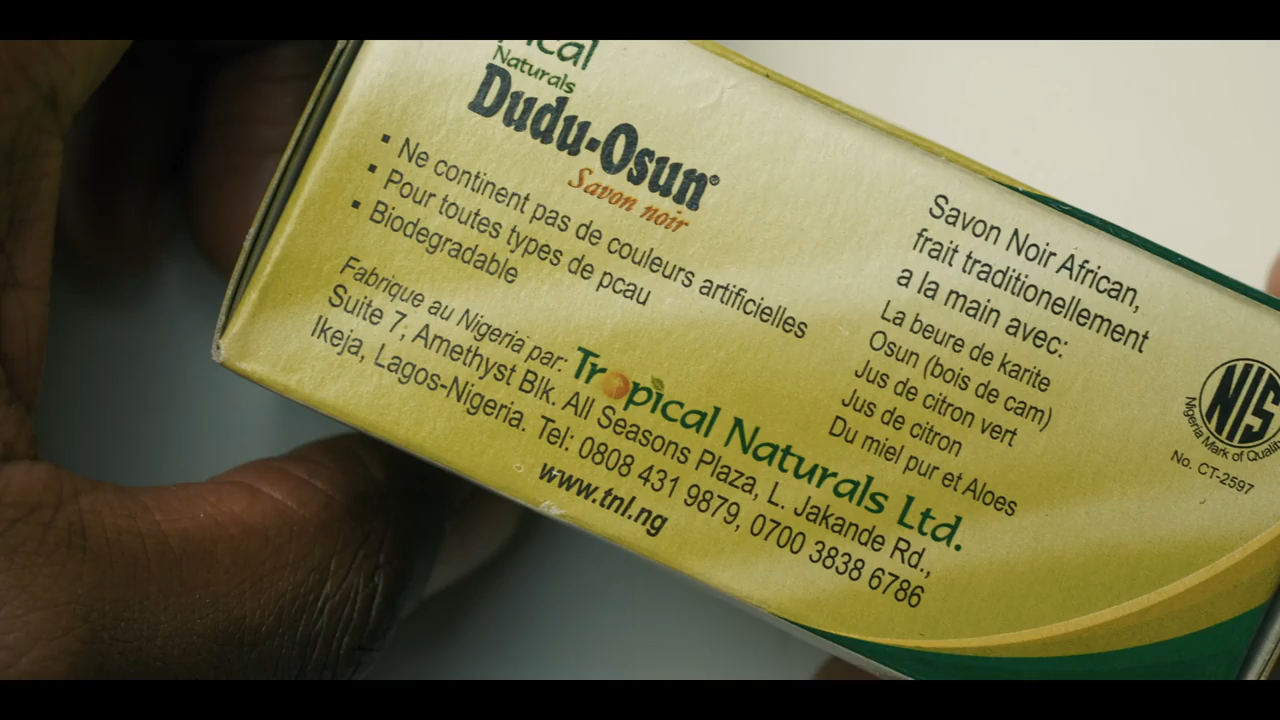 Naturals
Dudu-Osun®
Savon noir
▪ Ne continent pas de couleurs artificielles
▪ Pour toutes types de pcau
▪ Biodegradable
Fabrique au Nigeria par: Tropical Naturals Ltd.
Suite 7, Amethyst Blk. All Seasons Plaza, L. Jakande Rd.,
Ikeja, Lagos-Nigeria. Tel: 0808 431 9879, 0700 3838 6786
www.tnl.ng
Savon Noir African,
frait traditionellement
a la main avec:
La beure de karite
Osun (bois de cam)
Jus de citron vert
Jus de citron
Du miel pur et Aloes
NIS
Nigeria Mark of Quality
No. CT-2597